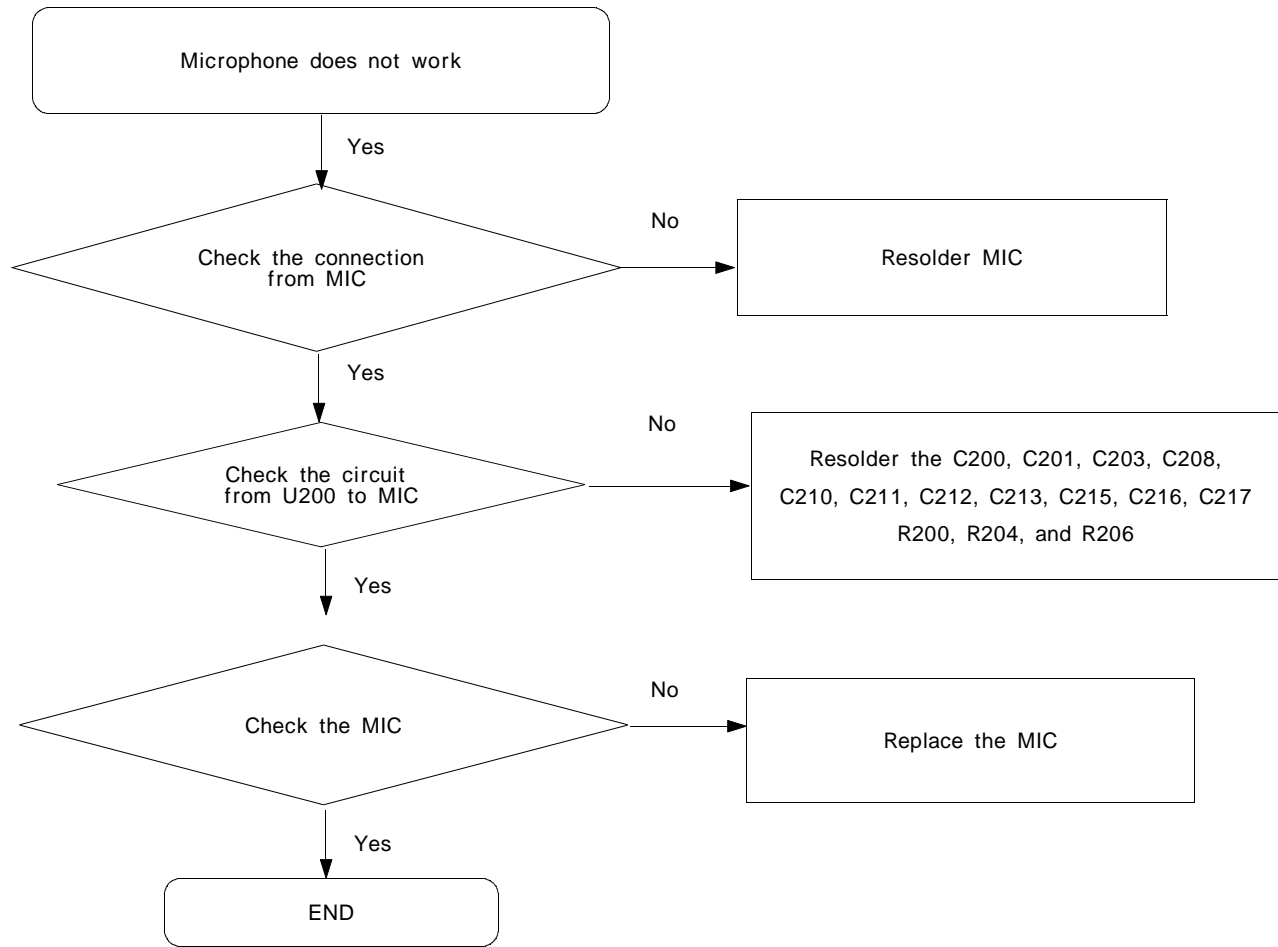 Microphone does not work
Yes
Check the connection
from MIC
No
Resolder MIC
Yes
Check the circuit
from U200 to MIC
No
Resolder the C200, C201, C203, C208,
C210, C211, C212, C213, C215, C216, C217
R200, R204, and R206
Yes
Check the MIC
No
Replace the MIC
Yes
END